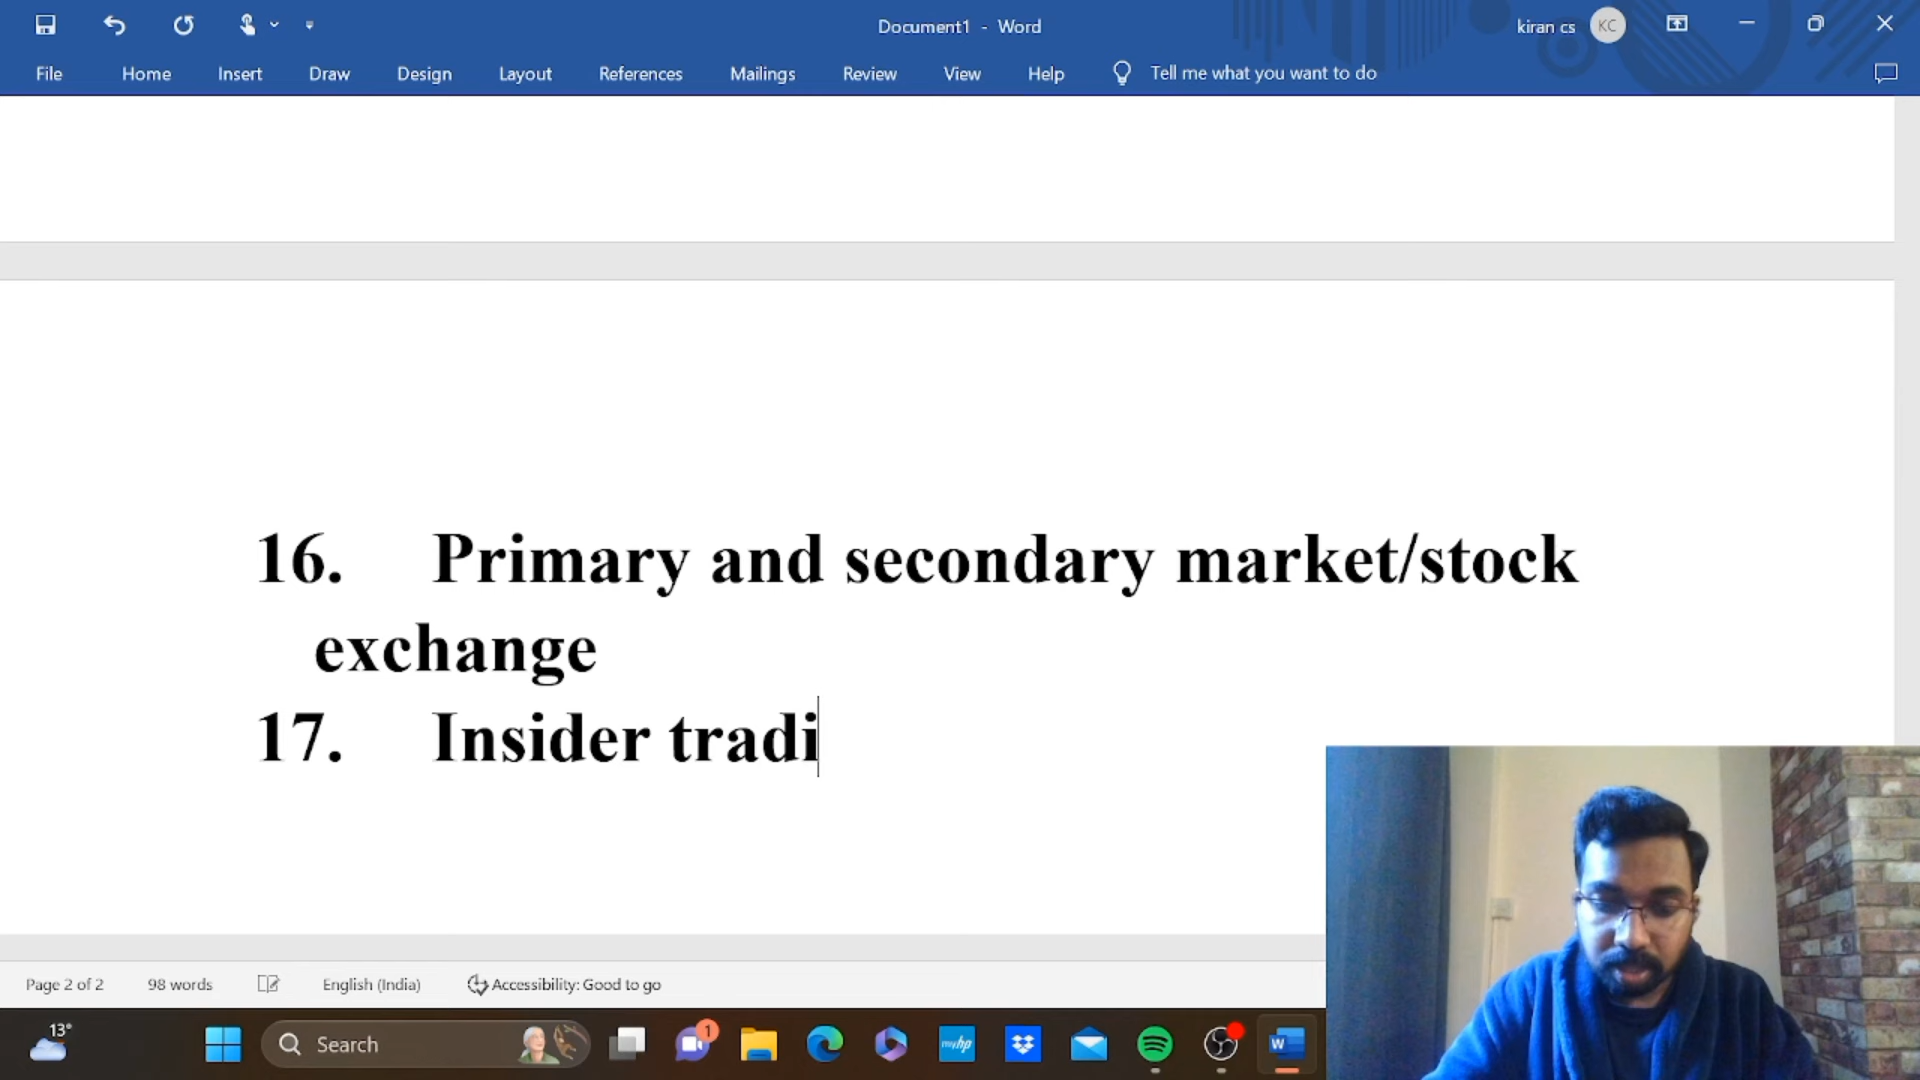 Document1 - Word
kiran cs KC
File Home Insert Draw Design Layout References Mailings Review View Help Tell me what you want to do
16. Primary and secondary market/stock
exchange
17. Insider tradi
Page 2 of 2 98 words English (India) Accessibility: Good to go
13°
Search
1
myhp
W